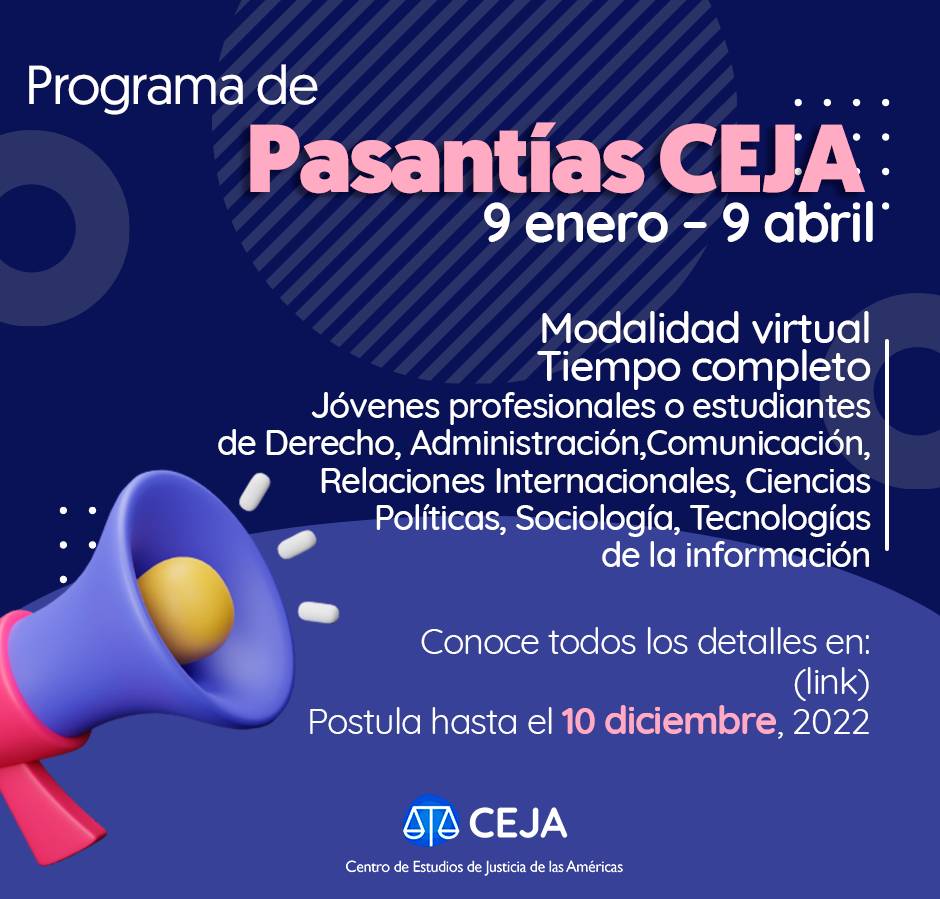 Programa de
Pasantías CEJA
9 enero – 9 abril
Modalidad virtual
Tiempo completo
Jóvenes profesionales o estudiantes
de Derecho, Administración,Comunicación,
Relaciones Internacionales, Ciencias
Políticas, Sociología, Tecnologías
de la información
Conoce todos los detalles en:
(link)
Postula hasta el 10 diciembre, 2022
CEJA
Centro de Estudios de Justicia de las Américas